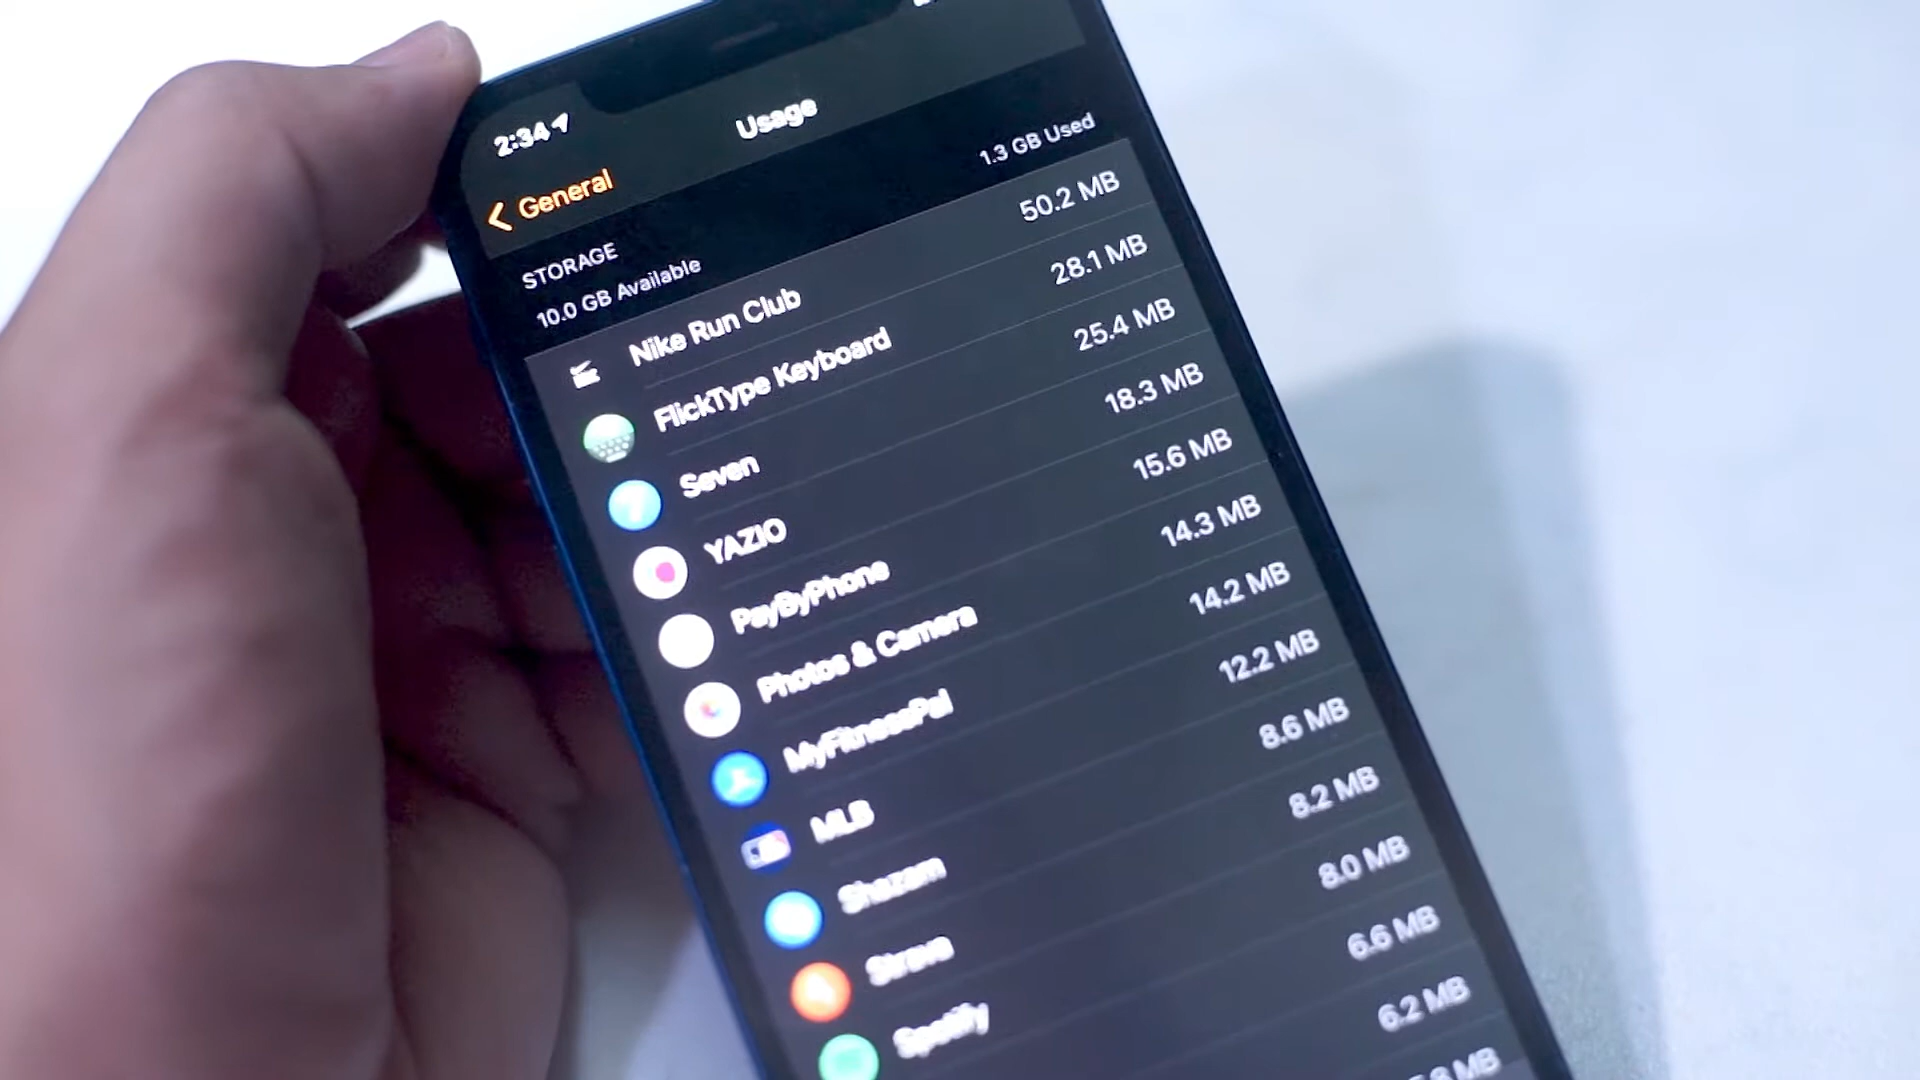 2:34
Usage
General
STORAGE
10.0 GB Available 1.3 GB Used
Nike Run Club 50.2 MB
FlickType Keyboard 28.1 MB
Seven 25.4 MB
YAZIO 18.3 MB
PayByPhone 15.6 MB
Photos & Camera 14.3 MB
MyFitnessPal 14.2 MB
MLB 12.2 MB
Shazam 8.6 MB
Strava 8.2 MB
Spotify 8.0 MB
6.6 MB
6.2 MB
MB